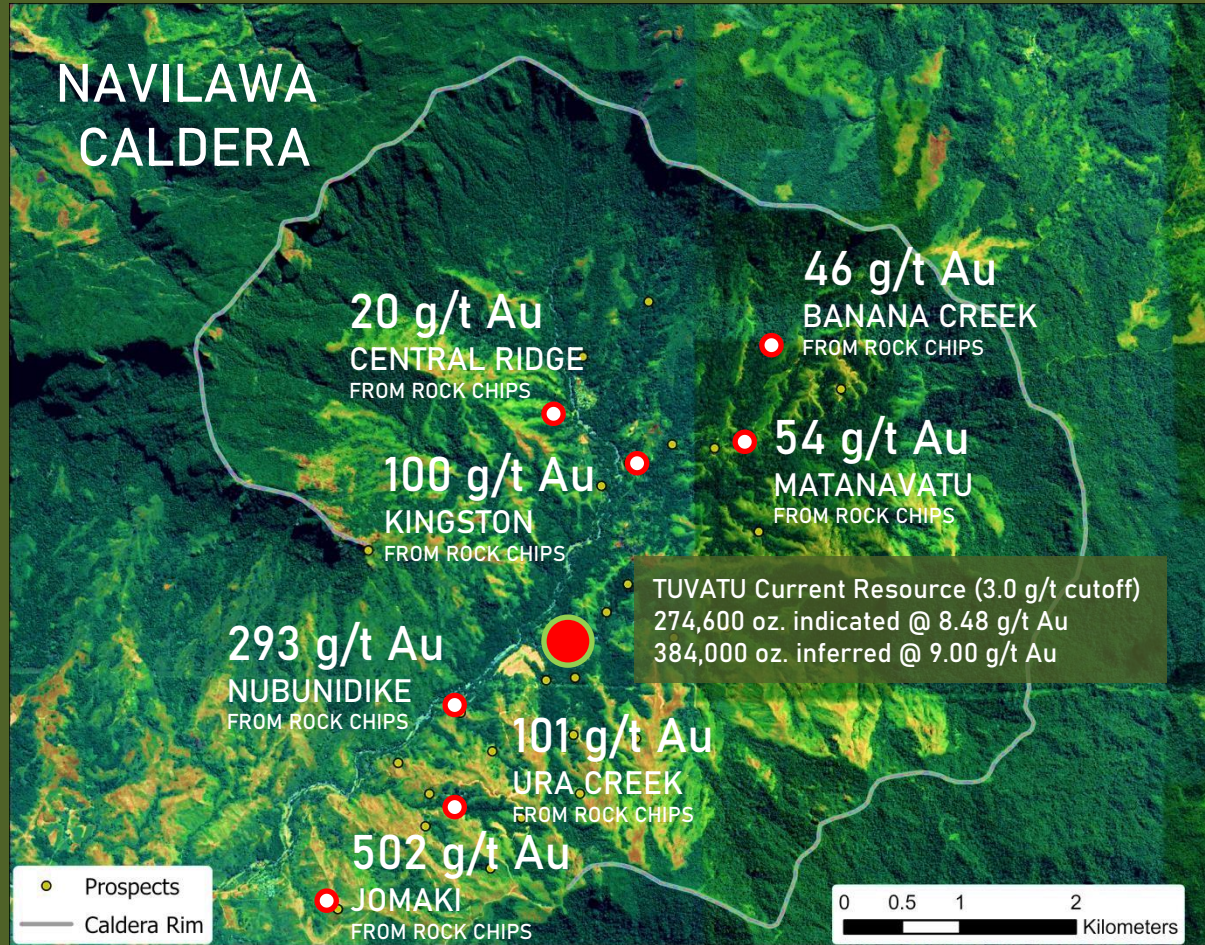 NAVILAWA
CALDERA
46 g/t Au
BANANA CREEK
FROM ROCK CHIPS
20 g/t Au
CENTRAL RIDGE
FROM ROCK CHIPS
54 g/t Au
MATANAVATU
FROM ROCK CHIPS
100 g/t Au
KINGSTON
FROM ROCK CHIPS
TUVATU Current Resource (3.0 g/t cutoff)
274,600 oz. indicated @ 8.48 g/t Au
384,000 oz. inferred @ 9.00 g/t Au
293 g/t Au
NUBUNIDIKE
FROM ROCK CHIPS
101 g/t Au
URA CREEK
FROM ROCK CHIPS
502 g/t Au
JOMAKI
FROM ROCK CHIPS
Prospects
Caldera Rim
0 0.5 1 2
Kilometers